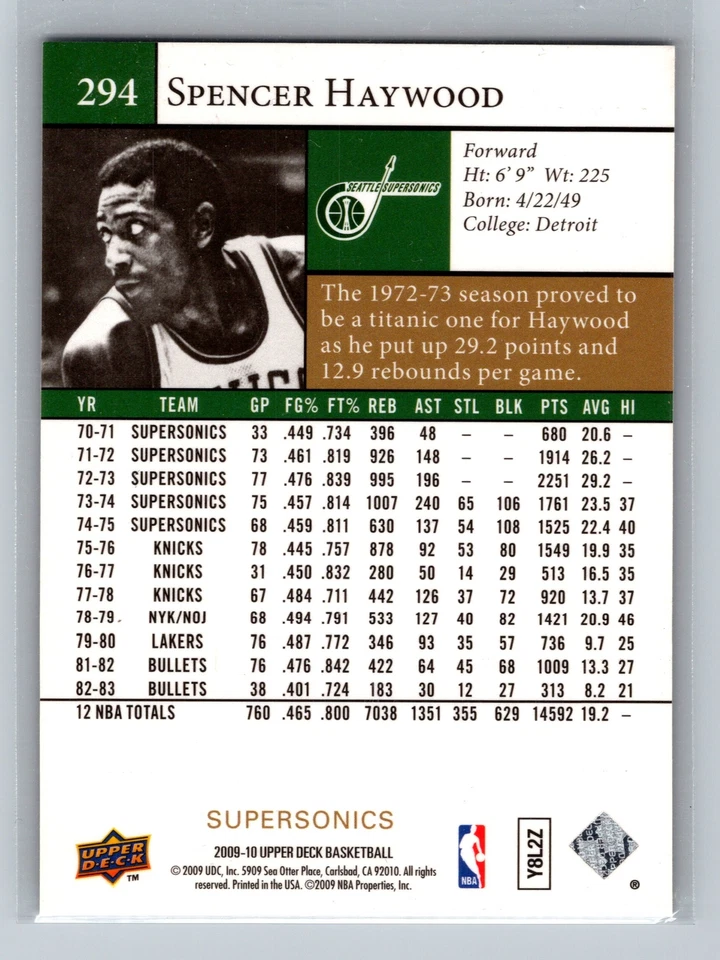 294 SPENCER HAYWOOD
SEATTLE SUPERSONICS
Forward
Ht: 6' 9" Wt: 225
Born: 4/22/49
College: Detroit
The 1972-73 season proved to
be a titanic one for Haywood
as he put up 29.2 points and
12.9 rebounds per game.
YR TEAM GP FG% FT% REB AST STL BLK PTS AVG HI
70-71 SUPERSONICS 33 .449 .734 396 48 – – 680 20.6 –
71-72 SUPERSONICS 73 .461 .819 926 148 – – 1914 26.2 –
72-73 SUPERSONICS 77 .476 .839 995 196 – – 2251 29.2 –
73-74 SUPERSONICS 75 .457 .814 1007 240 65 106 1761 23.5 37
74-75 SUPERSONICS 68 .459 .811 630 137 54 108 1525 22.4 40
75-76 KNICKS 78 .445 .757 878 92 53 80 1549 19.9 35
76-77 KNICKS 31 .450 .832 280 50 14 29 513 16.5 35
77-78 KNICKS 67 .484 .711 442 126 37 72 920 13.7 37
78-79 NYK/NOJ 68 .494 .791 533 127 40 82 1421 20.9 46
79-80 LAKERS 76 .487 .772 346 93 35 57 736 9.7 25
81-82 BULLETS 76 .476 .842 422 64 45 68 1009 13.3 27
82-83 BULLETS 38 .401 .724 183 30 12 27 313 8.2 21
12 NBA TOTALS 760 .465 .800 7038 1351 355 629 14592 19.2 –
SUPERSONICS
UPPER
DECK
TM
2009-10 UPPER DECK BASKETBALL
© 2009 UDC, Inc. 5909 Sea Otter Place, Carlsbad, CA 92010. All rights
reserved. Printed in the USA. ©2009 NBA Properties, Inc.
NBA
Y8L2Z
®